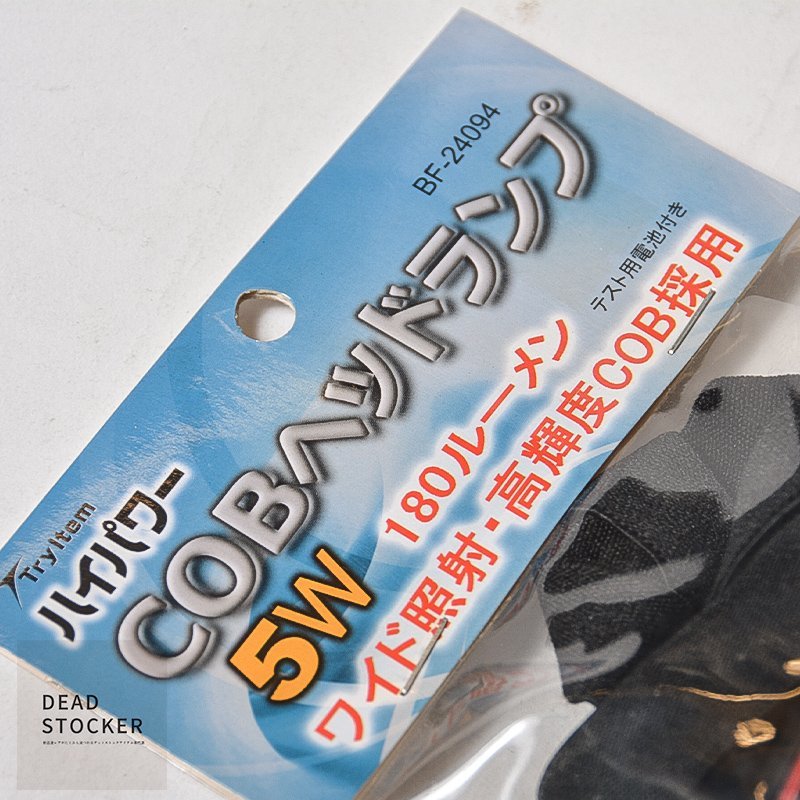 BF-24094
Try Item
ハイパワー
COBヘッドランプ
テスト用電池付き
5W
180ルーメン
ワイド照射・高輝度COB採用
DEAD
STOCKER